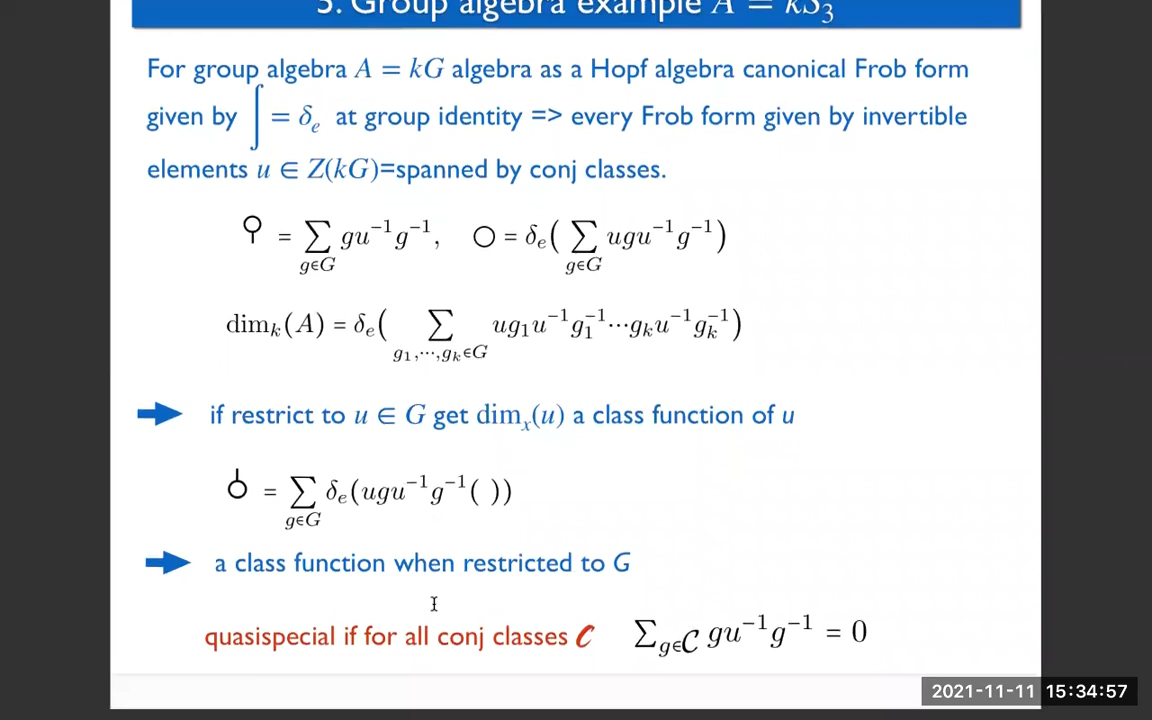 5. Group algebra example A = kS₃
For group algebra A = kG algebra as a Hopf algebra canonical Frob form
given by ∫ = δₑ at group identity => every Frob form given by invertible
elements u ∈ Z(kG)=spanned by conj classes.
= ∑_{g∈G} gu⁻¹g⁻¹, ○ = δₑ( ∑_{g∈G} ugu⁻¹g⁻¹)
dimₖ(A) = δₑ( ∑_{g₁,⋯,gₖ∈G} ug₁u⁻¹g₁⁻¹⋯gₖu⁻¹gₖ⁻¹)
if restrict to u ∈ G get dimₓ(u) a class function of u
= ∑_{g∈G} δₑ(ugu⁻¹g⁻¹( ))
a class function when restricted to G
quasispecial if for all conj classes 𝒞 ∑_{g∈𝒞} gu⁻¹g⁻¹ = 0
2021-11-11 15:34:57